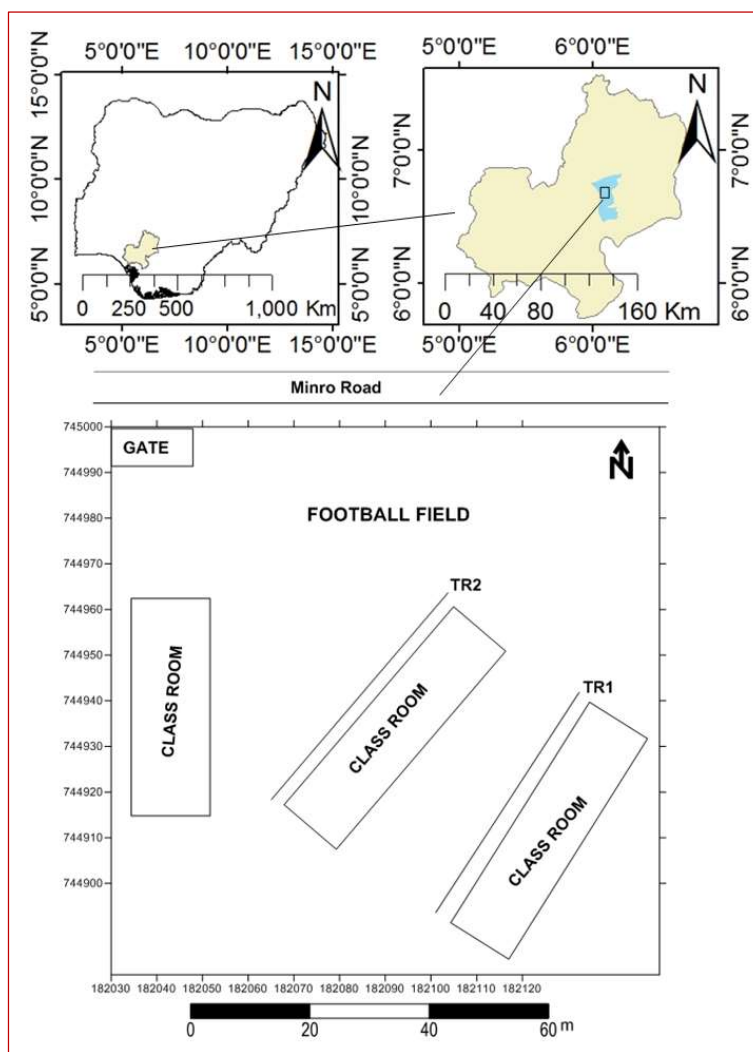 5°0'0"E 10°0'0"E 15°0'0"E
15°0'0"N
10°0'0"N
5°0'0"N
N
15°0'0"N
10°0'0"N
5°0'0"N
0 250 500 1,000 Km
5°0'0"E 10°0'0"E 15°0'0"E
5°0'0"E 6°0'0"E
7°0'0"N
6°0'0"N
N
7°0'0"N
6°0'0"N
0 40 80 160 Km
5°0'0"E 6°0'0"E
Minro Road
745000
744990
744980
744970
744960
744950
744940
744930
744920
744910
744900
GATE
N
FOOTBALL FIELD
TR2
TR1
CLASS ROOM
CLASS ROOM
CLASS ROOM
182030 182040 182050 182060 182070 182080 182090 182100 182110 182120
0 20 40 60 m